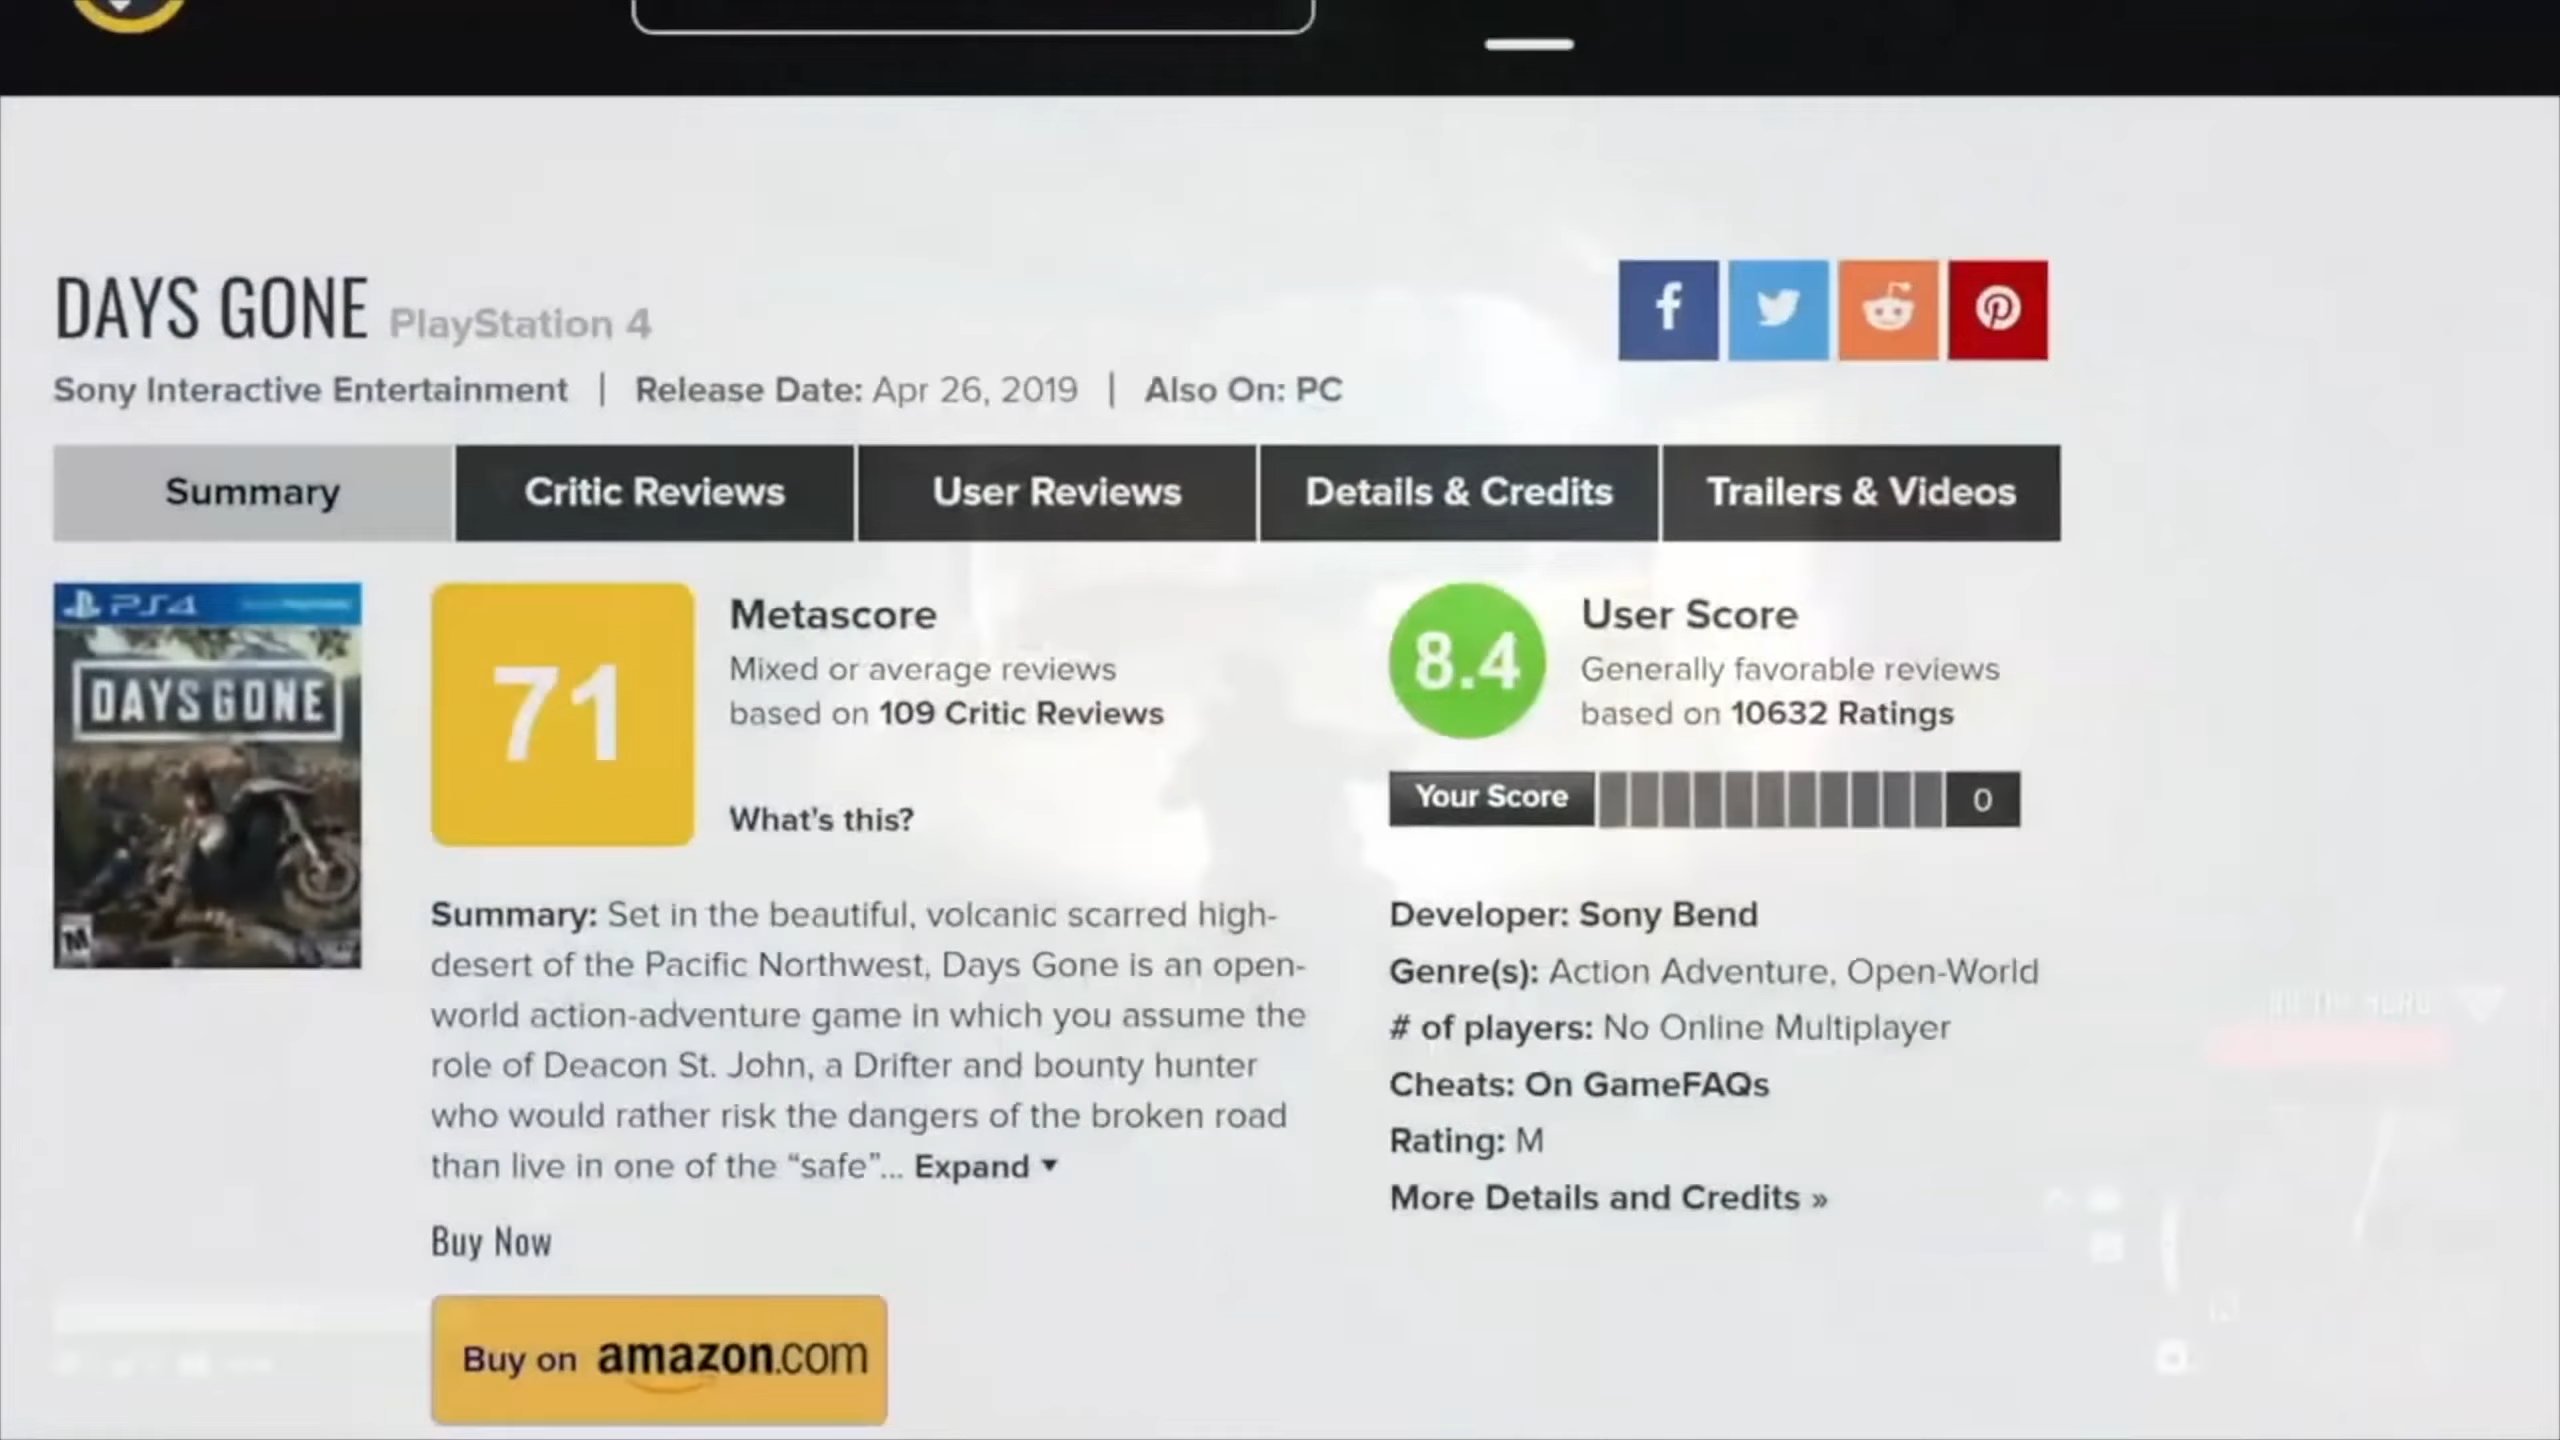 DAYS GONE PlayStation 4
Sony Interactive Entertainment | Release Date: Apr 26, 2019 | Also On: PC
Summary
Critic Reviews
User Reviews
Details & Credits
Trailers & Videos
PS4
DAYS GONE
M
71
Metascore
Mixed or average reviews
based on 109 Critic Reviews
What's this?
8.4
User Score
Generally favorable reviews
based on 10632 Ratings
Your Score
0
Summary: Set in the beautiful, volcanic scarred high-
desert of the Pacific Northwest, Days Gone is an open-
world action-adventure game in which you assume the
role of Deacon St. John, a Drifter and bounty hunter
who would rather risk the dangers of the broken road
than live in one of the “safe”... Expand ▼
Buy Now
Buy on amazon.com
Developer: Sony Bend
Genre(s): Action Adventure, Open-World
# of players: No Online Multiplayer
Cheats: On GameFAQs
Rating: M
More Details and Credits »